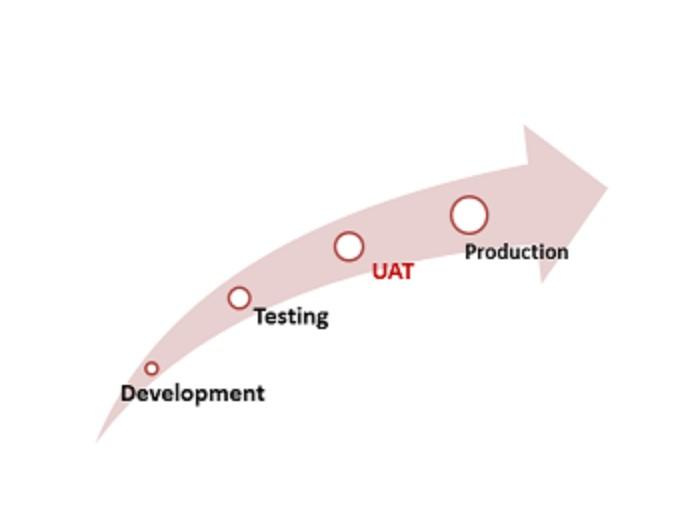 Production
UAT
Testing
Development